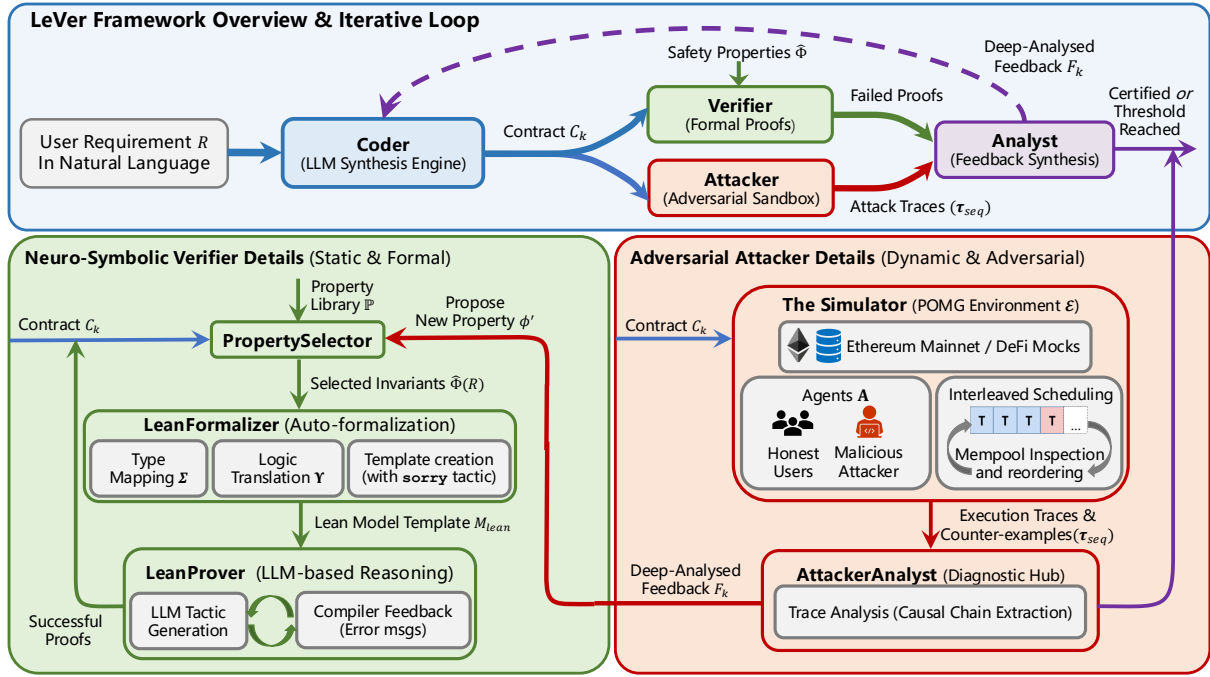 LeVer Framework Overview & Iterative Loop
Safety Properties Φ̂
Deep-Analysed
Feedback F_k
User Requirement R
In Natural Language
Coder
(LLM Synthesis Engine)
Contract C_k
Verifier
(Formal Proofs)
Attacker
(Adversarial Sandbox)
Failed Proofs
Attack Traces (τ_seq)
Analyst
(Feedback Synthesis)
Certified or
Threshold
Reached
Neuro-Symbolic Verifier Details (Static & Formal)
Property
Library ℙ
Contract C_k
PropertySelector
Propose
New Property ϕ′
Selected Invariants Φ̂(R)
LeanFormalizer (Auto-formalization)
Type
Mapping Σ
Logic
Translation Υ
Template creation
(with sorry tactic)
Lean Model Template M_lean
LeanProver (LLM-based Reasoning)
LLM Tactic
Generation
Compiler Feedback
(Error msgs)
Successful
Proofs
Adversarial Attacker Details (Dynamic & Adversarial)
Contract C_k
The Simulator (POMG Environment ℰ)
Ethereum Mainnet / DeFi Mocks
Agents A
Honest
Users
Malicious
Attacker
Interleaved Scheduling
T T T T ...
Mempool Inspection
and reordering
Execution Traces &
Counter-examples(τ_seq)
Deep-Analysed
Feedback F_k
AttackerAnalyst (Diagnostic Hub)
Trace Analysis (Causal Chain Extraction)